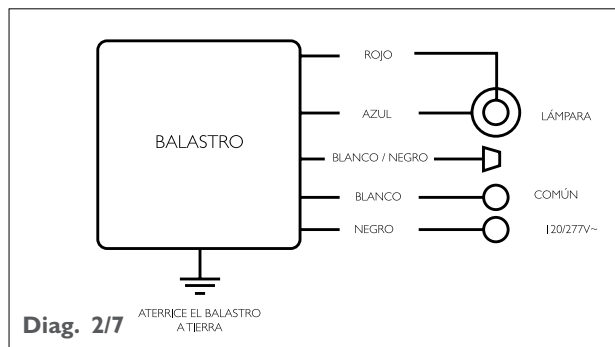 ROJO
AZUL
LÁMPARA
BALASTRO
BLANCO / NEGRO
BLANCO
COMÚN
NEGRO
120/277V~
ATERRICE EL BALASTRO
A TIERRA
Diag. 2/7